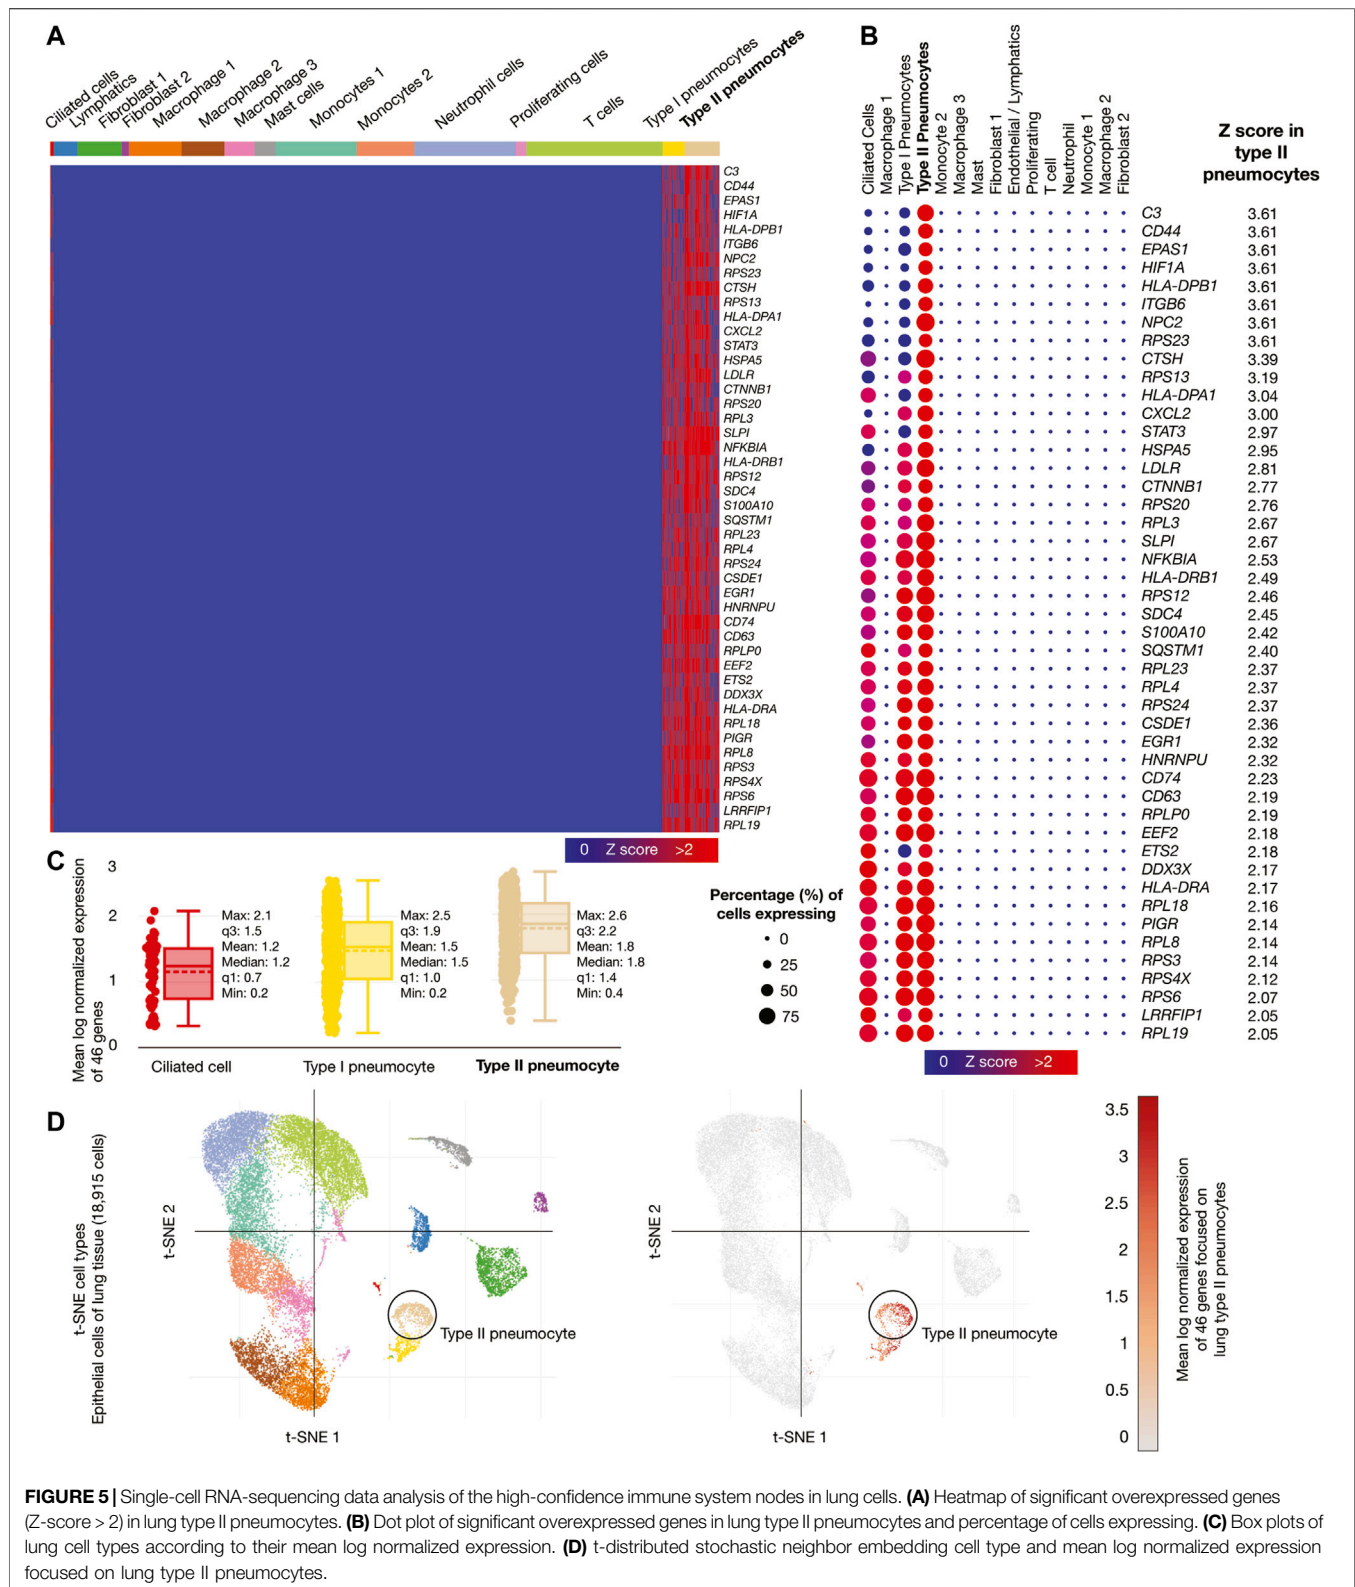 A
Ciliated cells
Lymphatics
Fibroblast 1
Fibroblast 2
Macrophage 1
Macrophage 2
Macrophage 3
Mast cells
Monocytes 1
Monocytes 2
Neutrophil cells
Proliferating cells
T cells
Type I pneumocytes
Type II pneumocytes
C3
CD44
EPAS1
HIF1A
HLA-DPB1
ITGB6
NPC2
RPS23
CTSH
RPS13
HLA-DPA1
CXCL2
STAT3
HSPA5
LDLR
CTNNB1
RPS20
RPL3
SLPI
NFKBIA
HLA-DRB1
RPS12
SDC4
S100A10
SQSTM1
RPL23
RPL4
RPS24
CSDE1
EGR1
HNRNPU
CD74
CD63
RPLP0
EEF2
ETS2
DDX3X
HLA-DRA
RPL18
PIGR
RPL8
RPS3
RPS4X
RPS6
LRRFIP1
RPL19
0 Z score >2
B
Ciliated Cells
Macrophage 1
Type I Pneumocytes
Type II Pneumocytes
Monocyte 2
Macrophage 3
Mast
Fibroblast 1
Endothelial / Lymphatics
Proliferating
T cell
Neutrophil
Monocyte 1
Macrophage 2
Fibroblast 2
Z score in
type II
pneumocytes
C3 3.61
CD44 3.61
EPAS1 3.61
HIF1A 3.61
HLA-DPB1 3.61
ITGB6 3.61
NPC2 3.61
RPS23 3.61
CTSH 3.39
RPS13 3.19
HLA-DPA1 3.04
CXCL2 3.00
STAT3 2.97
HSPA5 2.95
LDLR 2.81
CTNNB1 2.77
RPS20 2.76
RPL3 2.67
SLPI 2.67
NFKBIA 2.53
HLA-DRB1 2.49
RPS12 2.46
SDC4 2.45
S100A10 2.42
SQSTM1 2.40
RPL23 2.37
RPL4 2.37
RPS24 2.37
CSDE1 2.36
EGR1 2.32
HNRNPU 2.32
CD74 2.23
CD63 2.19
RPLP0 2.19
EEF2 2.18
ETS2 2.18
DDX3X 2.17
HLA-DRA 2.17
RPL18 2.16
PIGR 2.14
RPL8 2.14
RPS3 2.14
RPS4X 2.12
RPS6 2.07
LRRFIP1 2.05
RPL19 2.05
0 Z score >2
Percentage (%) of
cells expressing
0
25
50
75
C
Mean log normalized expression
of 46 genes
3
2
1
0
Max: 2.1
q3: 1.5
Mean: 1.2
Median: 1.2
q1: 0.7
Min: 0.2
Max: 2.5
q3: 1.9
Mean: 1.5
Median: 1.5
q1: 1.0
Min: 0.2
Max: 2.6
q3: 2.2
Mean: 1.8
Median: 1.8
q1: 1.4
Min: 0.4
Ciliated cell
Type I pneumocyte
Type II pneumocyte
D
t-SNE cell types
Epithelial cells of lung tissue (18,915 cells)
t-SNE 2
Type II pneumocyte
t-SNE 1
t-SNE 2
Type II pneumocyte
t-SNE 1
3.5
3
2.5
2
1.5
1
0.5
0
Mean log normalized expression
of 46 genes focused on
lung type II pneumocytes
FIGURE 5 | Single-cell RNA-sequencing data analysis of the high-confidence immune system nodes in lung cells. (A) Heatmap of significant overexpressed genes
(Z-score > 2) in lung type II pneumocytes. (B) Dot plot of significant overexpressed genes in lung type II pneumocytes and percentage of cells expressing. (C) Box plots of
lung cell types according to their mean log normalized expression. (D) t-distributed stochastic neighbor embedding cell type and mean log normalized expression
focused on lung type II pneumocytes.